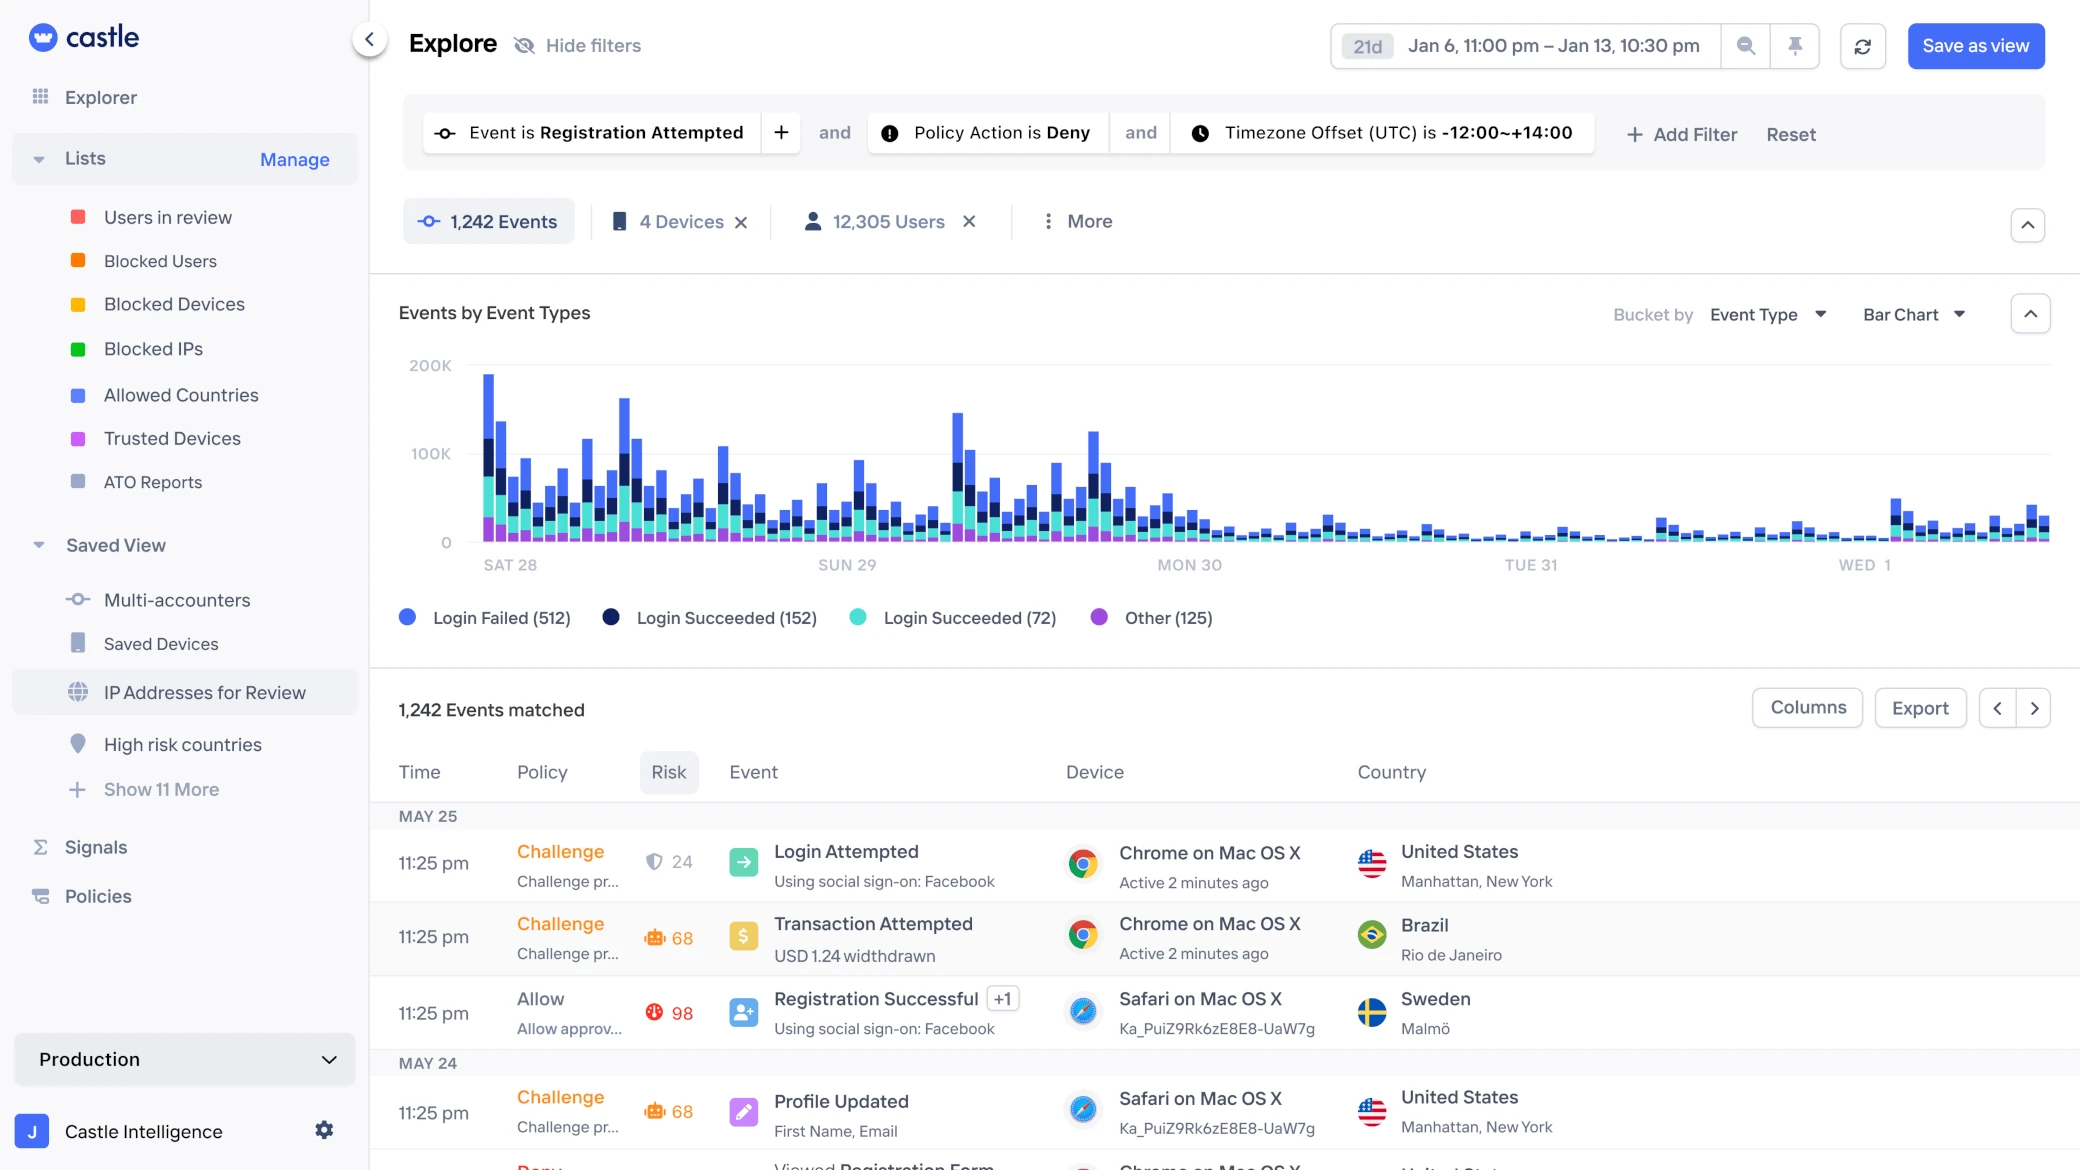 castle
Explorer
Lists
Manage
Users in review
Blocked Users
Blocked Devices
Blocked IPs
Allowed Countries
Trusted Devices
ATO Reports
Saved View
Multi-accounters
Saved Devices
IP Addresses for Review
High risk countries
Show 11 More
Signals
Policies
Production
J
Castle Intelligence
Explore
Hide filters
21d
Jan 6, 11:00 pm – Jan 13, 10:30 pm
Save as view
Event is Registration Attempted
+
and
Policy Action is Deny
and
Timezone Offset (UTC) is -12:00~+14:00
+ Add Filter
Reset
1,242 Events
4 Devices
12,305 Users
More
Events by Event Types
Bucket by Event Type
Bar Chart
200K
100K
0
SAT 28
SUN 29
MON 30
TUE 31
WED 1
Login Failed (512)
Login Succeeded (152)
Login Succeeded (72)
Other (125)
1,242 Events matched
Columns
Export
Time
Policy
Risk
Event
Device
Country
MAY 25
11:25 pm
Challenge
Challenge pr...
24
Login Attempted
Using social sign-on: Facebook
Chrome on Mac OS X
Active 2 minutes ago
United States
Manhattan, New York
11:25 pm
Challenge
Challenge pr...
68
$
Transaction Attempted
USD 1.24 widthdrawn
Chrome on Mac OS X
Active 2 minutes ago
Brazil
Rio de Janeiro
11:25 pm
Allow
Allow approv...
98
Registration Successful +1
Using social sign-on: Facebook
Safari on Mac OS X
Ka_PuiZ9Rk6zE8E8-UaW7g
Sweden
Malmö
MAY 24
11:25 pm
Challenge
Challenge pr...
68
Profile Updated
First Name, Email
Safari on Mac OS X
Ka_PuiZ9Rk6zE8E8-UaW7g
United States
Manhattan, New York
Viewed Registration Form
Chrome on Mac OS X